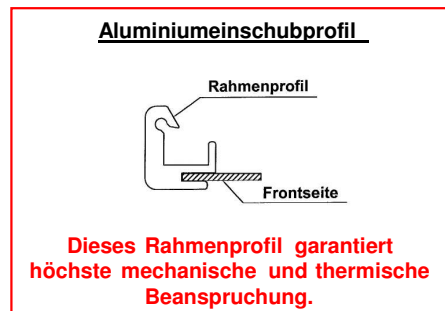 Aluminiumeinschubprofil
Rahmenprofil
Frontseite
Dieses Rahmenprofil garantiert
höchste mechanische und thermische
Beanspruchung.